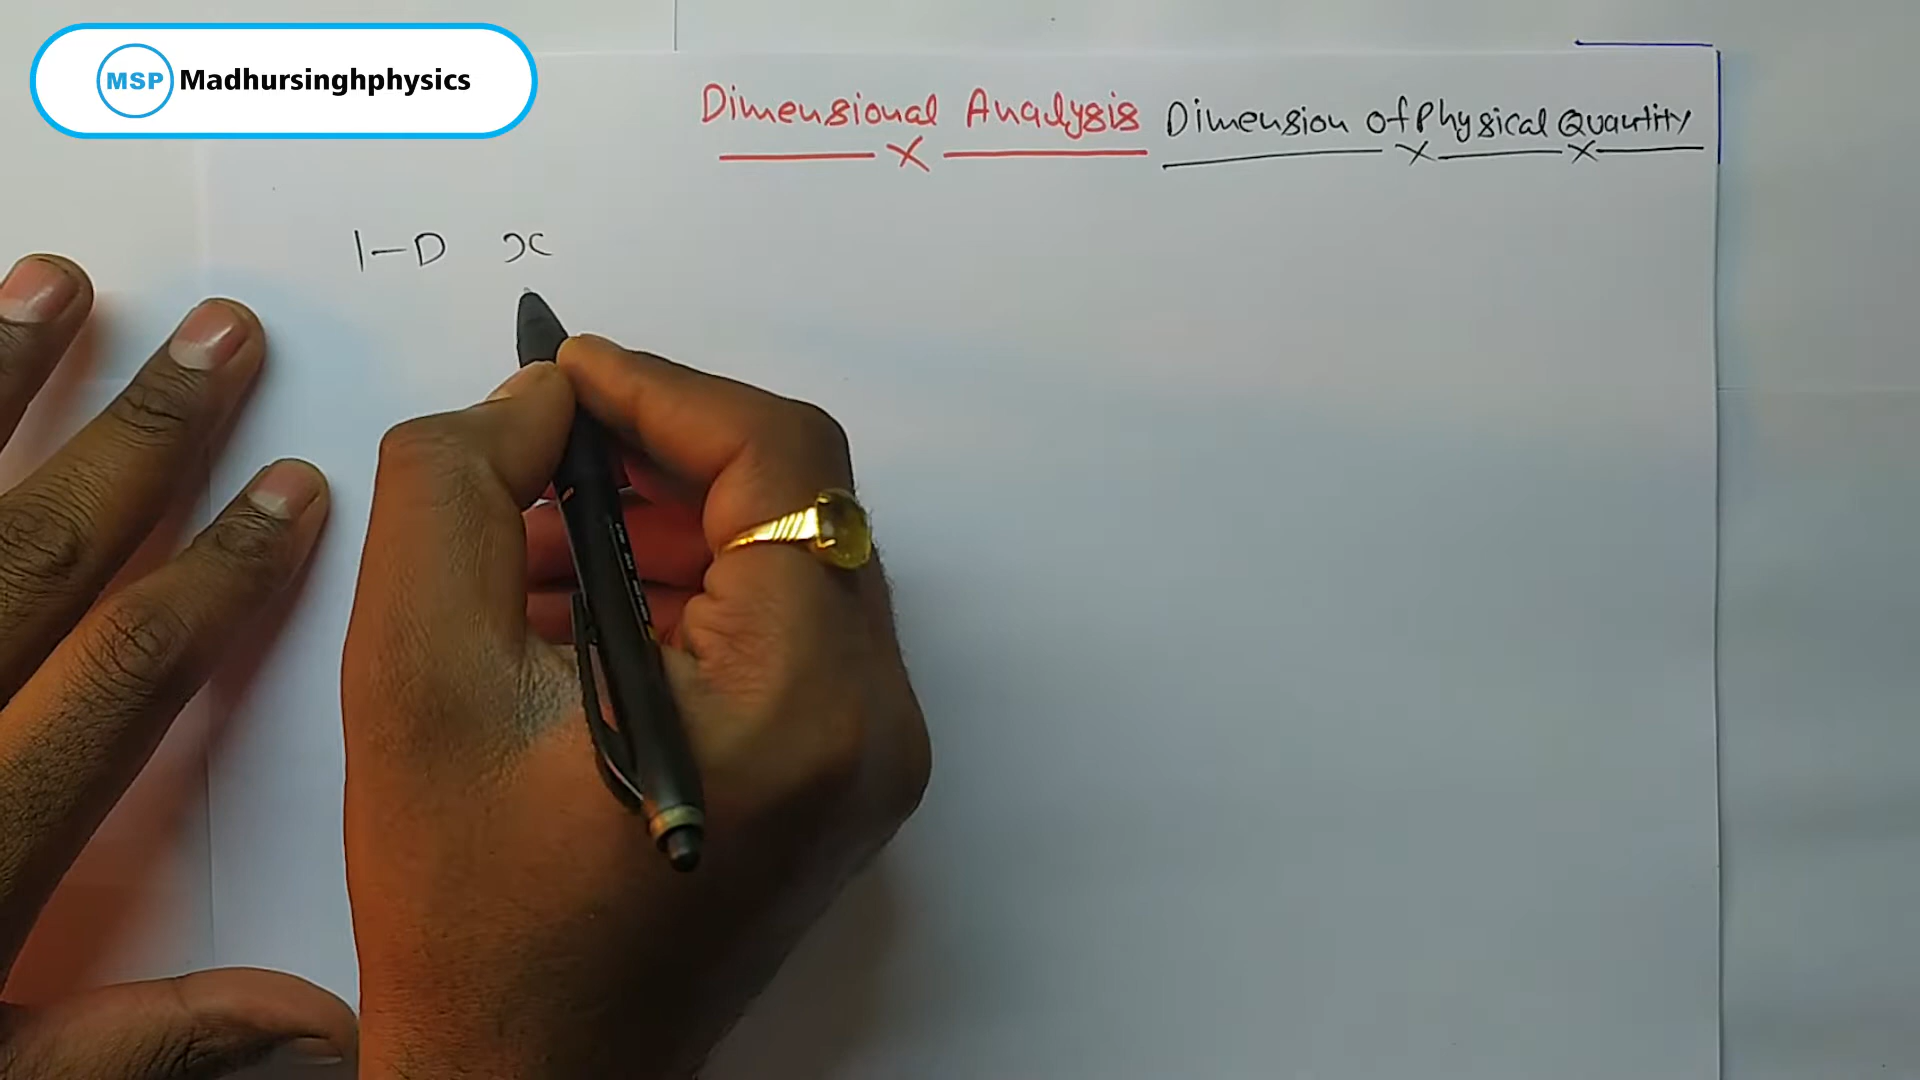 MSP Madhursinghphysics
Dimensional Analysis Dimension of Physical Quantity
1-D x